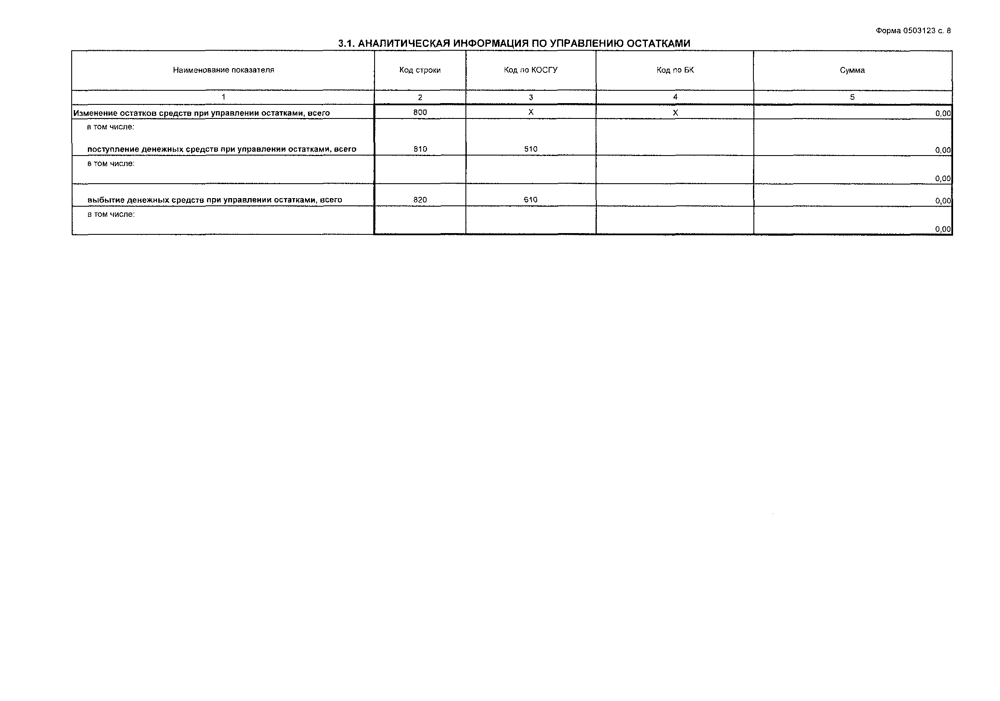 Форма 0503123 с. 8
3.1. АНАЛИТИЧЕСКАЯ ИНФОРМАЦИЯ ПО УПРАВЛЕНИЮ ОСТАТКАМИ
Наименование показателя Код строки Код по КОСГУ Код по БК Сумма
1 2 3 4 5
Изменение остатков средств при управлении остатками, всего 800 X X 0,00
в том числе:
поступление денежных средств при управлении остатками, всего 810 510 0,00
в том числе:
0,00
выбытие денежных средств при управлении остатками, всего 820 610 0,00
в том числе:
0,00